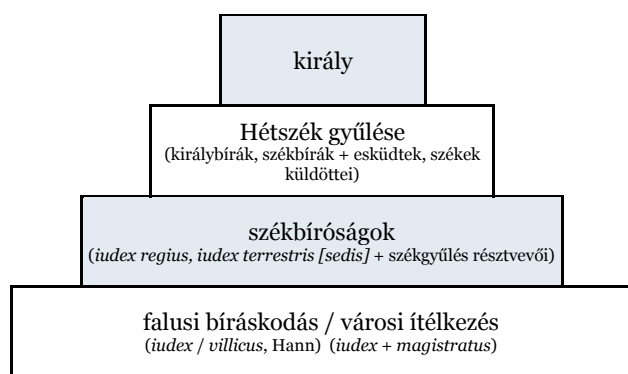 király
Hétszék gyűlése
(királybírák, székbírák + esküdtek, székek
küldöttei)
székbíróságok
(iudex regius, iudex terrestris [sedis] + székgyűlés résztvevői)
falusi bíráskodás / városi ítélkezés
(iudex / villicus, Hann) (iudex + magistratus)